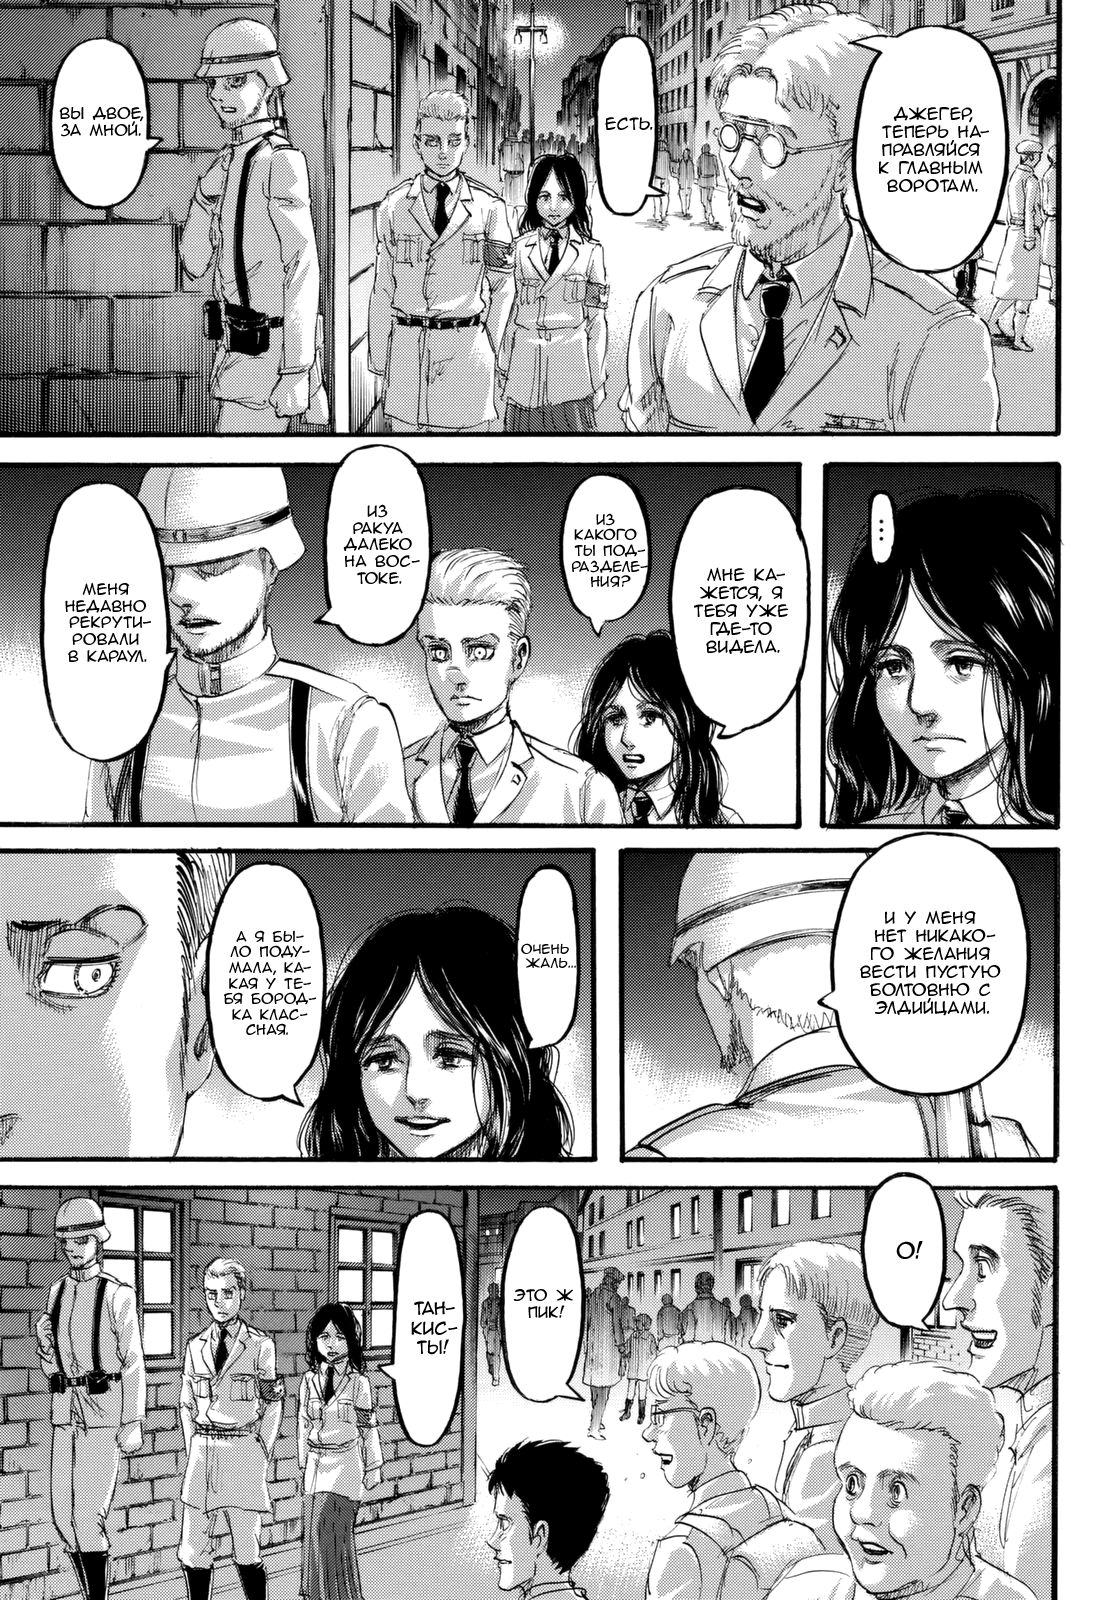 ДЖЕГЕР,
ТЕПЕРЬ НА-
ПРАВЛЯЙСЯ
К ГЛАВНЫМ
ВОРОТАМ.
ЕСТЬ.
ВЫ ДВОЕ,
ЗА МНОЙ.
...
МНЕ КА-
ЖЕТСЯ, Я
ТЕБЯ УЖЕ
ГДЕ-ТО
ВИДЕЛА.
ИЗ
КАКОГО
ТЫ ПОД-
РАЗДЕЛЕ-
НИЯ?
ИЗ
РАКУА
ДАЛЕКО
НА ВОС-
ТОКЕ.
МЕНЯ
НЕДАВНО
РЕКРУТИ-
РОВАЛИ
В КАРАУЛ.
И У МЕНЯ
НЕТ НИКАКО-
ГО ЖЕЛАНИЯ
ВЕСТИ ПУСТУЮ
БОЛТОВНЮ С
ЭЛДИЙЦАМИ.
ОЧЕНЬ
ЖАЛЬ...
А Я БЫ-
ЛО ПОДУ-
МАЛА, КА-
КАЯ У ТЕ-
БЯ БОРОД-
КА КЛАС-
СНАЯ.
О!
ЭТО Ж
ПИК!
ТАН-
КИС-
ТЫ!